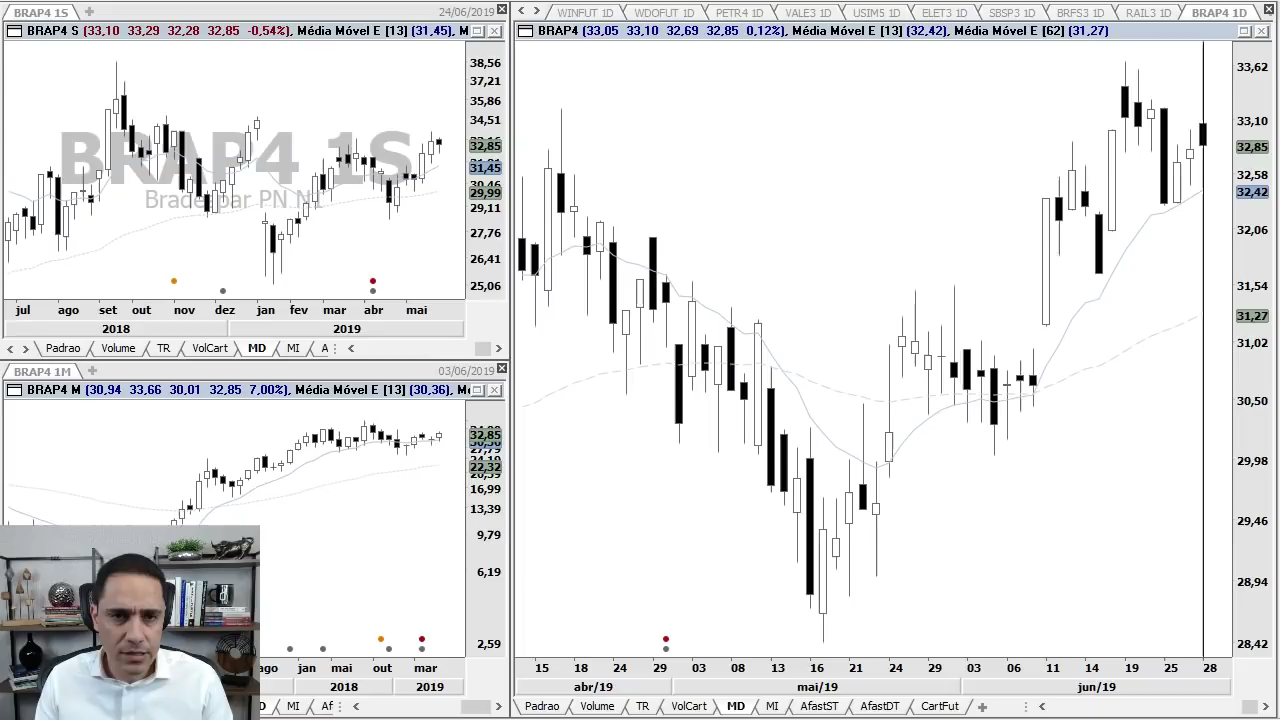 BRAP4 1S
24/06/2019
BRAP4 S (33,10 33,29 32,28 32,85 -0,54%), Média Móvel E [13] (31,45), M
38,56
37,21
35,86
34,51
32,85
31,45
30,46
29,99
29,11
27,76
26,41
25,06
BRAP4 1S
Bradespar PN N1
jul ago set out nov dez jan fev mar abr mai
2018 2019
Padrao Volume TR VolCart MD MI A
BRAP4 1M
03/06/2019
BRAP4 M (30,94 33,66 30,01 32,85 7,00%), Média Móvel E [13] (30,36), Mé
32,85
22,32
16,99
13,39
9,79
6,19
2,59
ago jan mai out mar
2018 2019
MI Af
WINFUT 1D WDOFUT 1D PETR4 1D VALE3 1D USIM5 1D ELET3 1D SBSP3 1D BRFS3 1D RAIL3 1D BRAP4 1D
BRAP4 (33,05 33,10 32,69 32,85 0,12%), Média Móvel E [13] (32,42), Média Móvel E [62] (31,27)
33,62
33,10
32,85
32,58
32,42
32,06
31,54
31,27
31,02
30,50
29,98
29,46
28,94
28,42
15 18 24 29 03 08 13 16 21 24 29 03 06 11 14 19 25 28
abr/19 mai/19 jun/19
Padrao Volume TR VolCart MD MI AfastST AfastDT CartFut